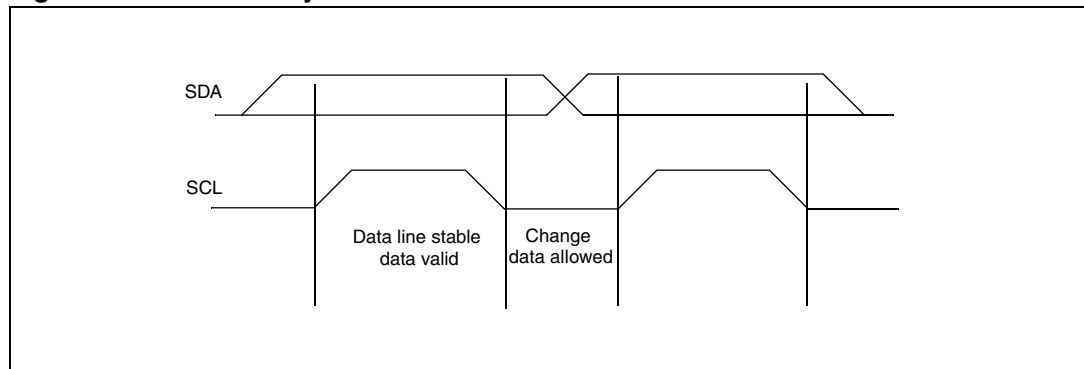 SDA
SCL
Data line stable
data valid
Change
data allowed